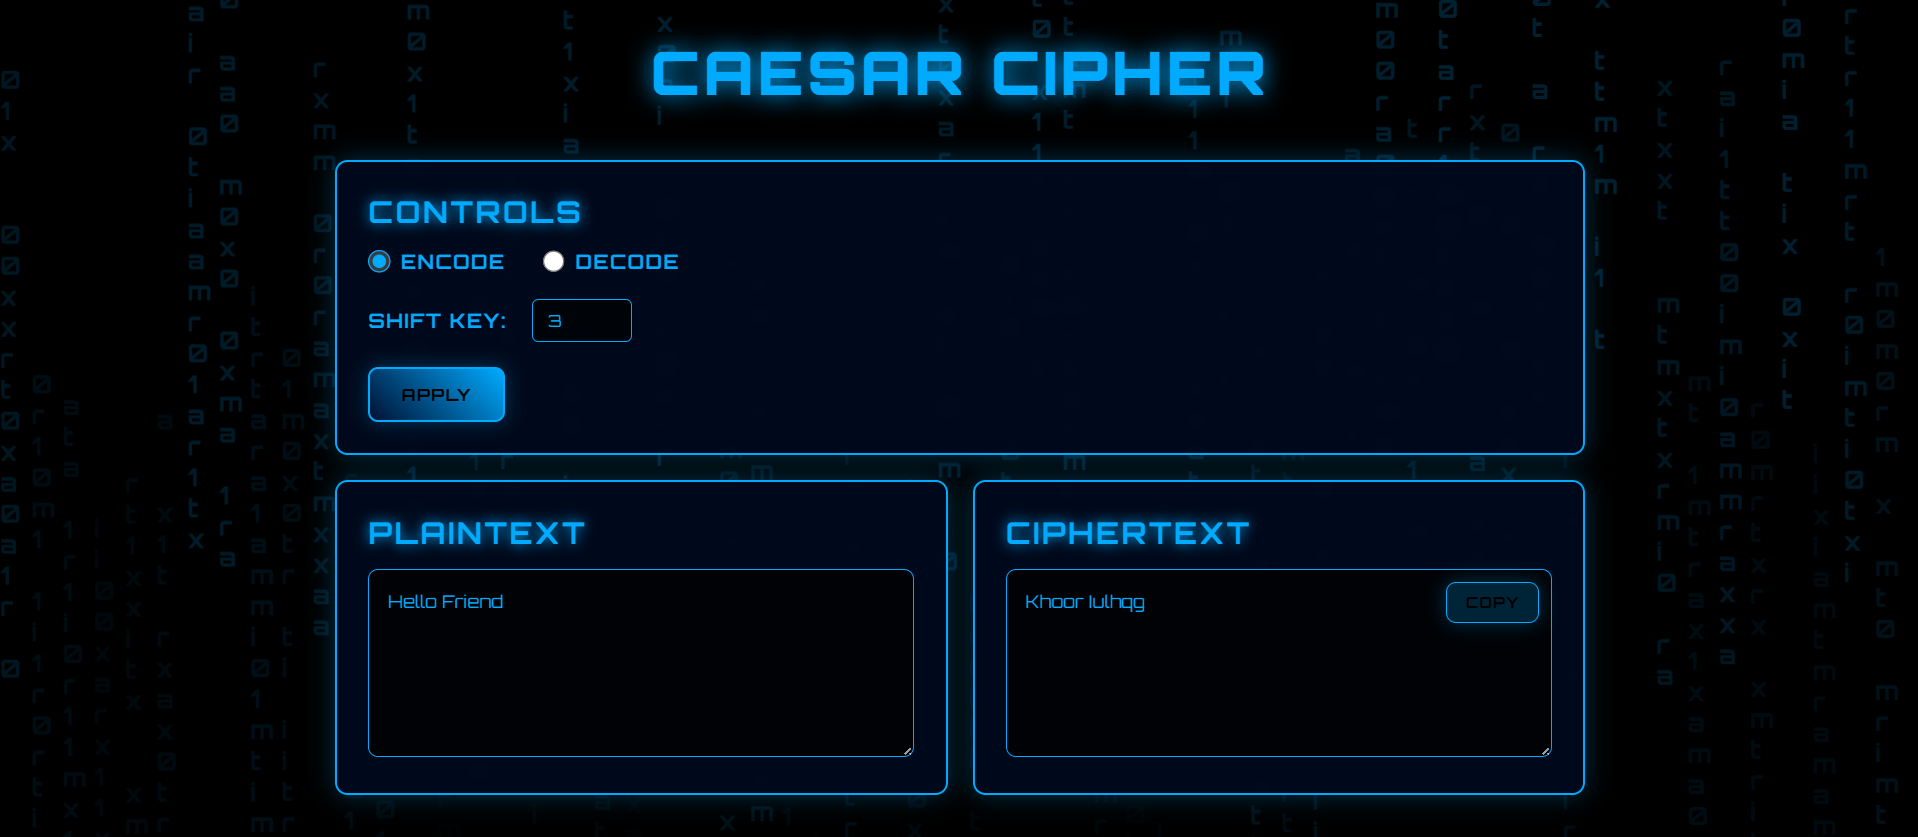 CAESAR CIPHER
CONTROLS
ENCODE DECODE
SHIFT KEY: 3
APPLY
PLAINTEXT
Hello Friend
CIPHERTEXT
Khoor Iulhqg
COPY